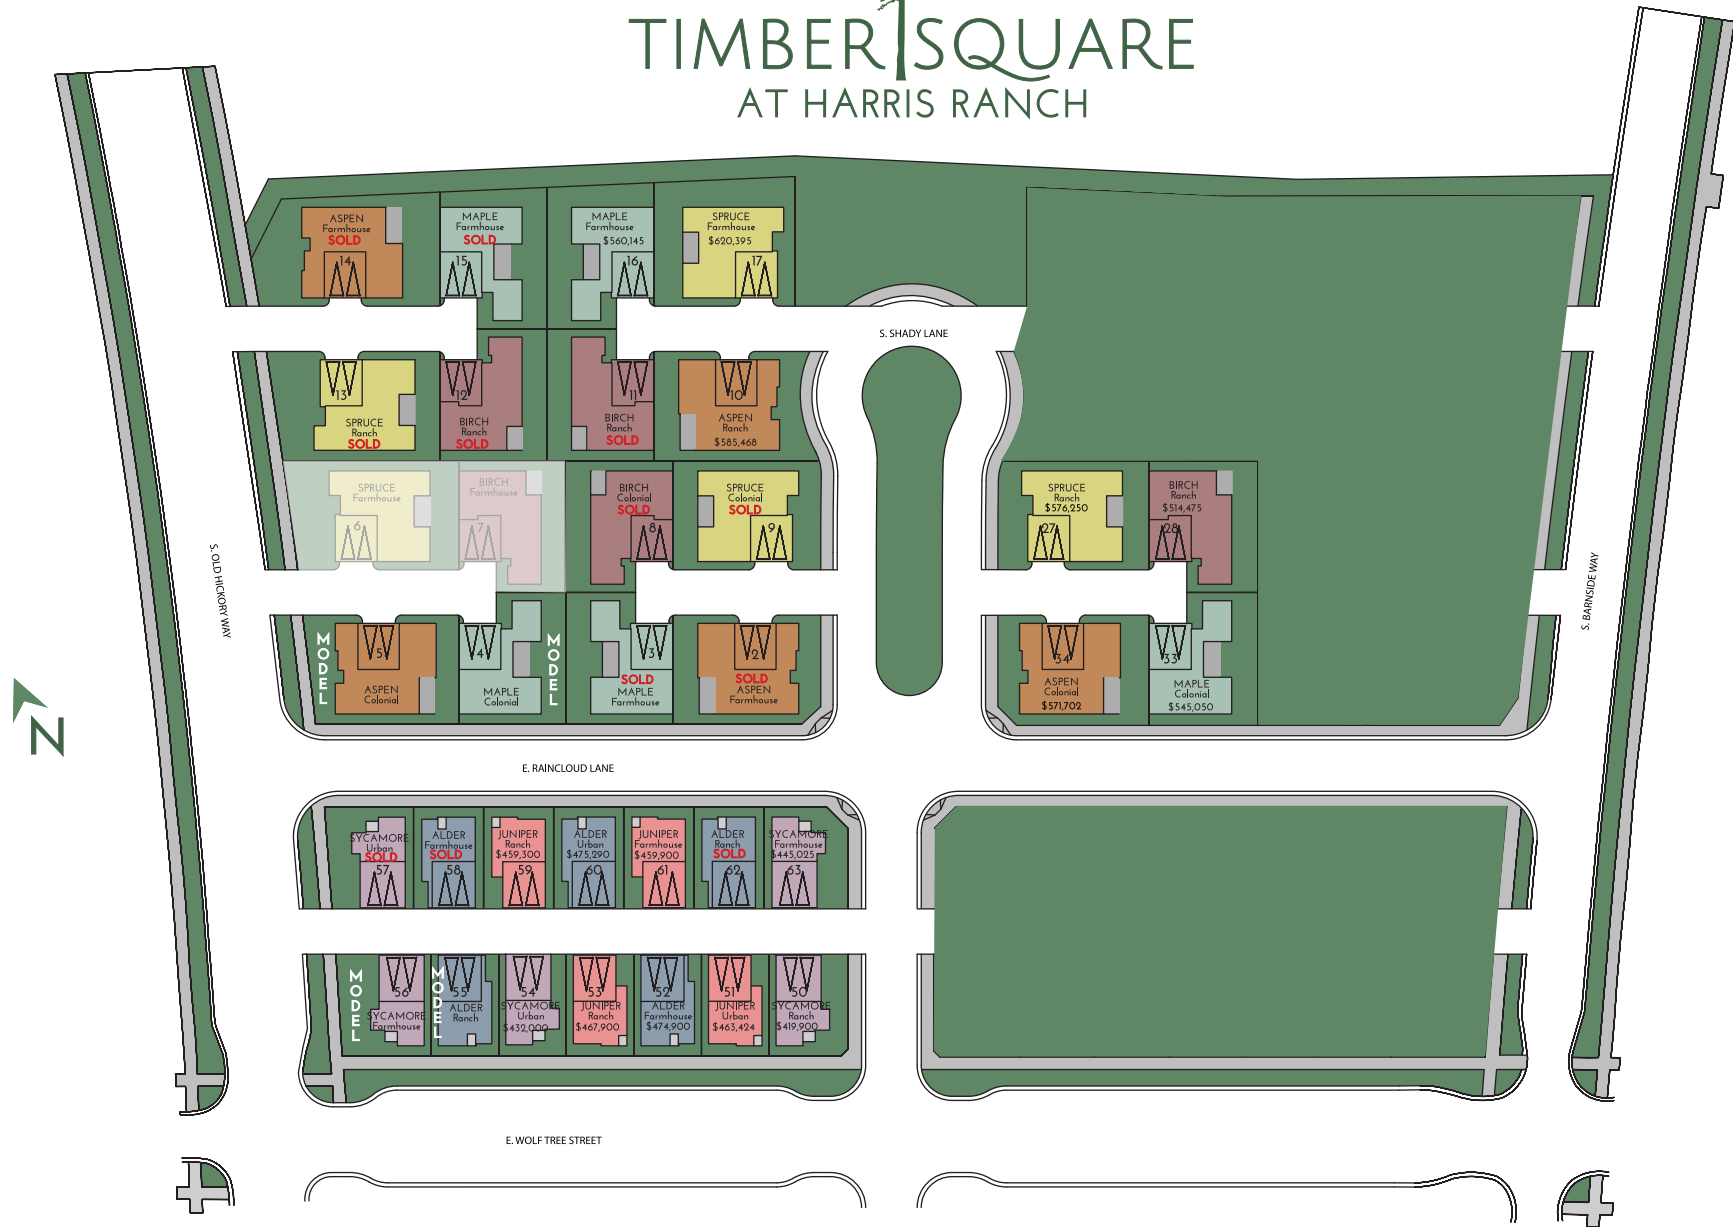 TIMBER SQUARE
AT HARRIS RANCH
ASPEN
Farmhouse
SOLD
14
MAPLE
Farmhouse
SOLD
15
MAPLE
Farmhouse
$560,145
16
SPRUCE
Farmhouse
$620,395
17
S. SHADY LANE
13
SPRUCE
Ranch
SOLD
12
BIRCH
Ranch
SOLD
11
BIRCH
Ranch
SOLD
10
ASPEN
Ranch
$585,468
SPRUCE
Farmhouse
6
BIRCH
Farmhouse
7
BIRCH
Colonial
SOLD
8
SPRUCE
Colonial
SOLD
9
SPRUCE
Ranch
$576,250
27
BIRCH
Ranch
$514,475
28
S. OLD HICKORY WAY
S. BARNSIDE WAY
MODEL
5
ASPEN
Colonial
4
MAPLE
Colonial
MODEL
3
SOLD
MAPLE
Farmhouse
2
SOLD
ASPEN
Farmhouse
34
ASPEN
Colonial
$571,702
33
MAPLE
Colonial
$545,050
N
E. RAINCLOUD LANE
SYCAMORE
Urban
SOLD
57
ALDER
Farmhouse
SOLD
58
JUNIPER
Ranch
$459,300
59
ALDER
Urban
$475,290
60
JUNIPER
Farmhouse
$459,900
61
ALDER
Ranch
SOLD
62
SYCAMORE
Farmhouse
$445,025
63
MODEL
56
SYCAMORE
Farmhouse
MODEL
55
ALDER
Ranch
54
SYCAMORE
Urban
$432,000
53
JUNIPER
Ranch
$467,900
52
ALDER
Farmhouse
$474,900
51
JUNIPER
Urban
$463,424
50
SYCAMORE
Ranch
$419,900
E. WOLF TREE STREET